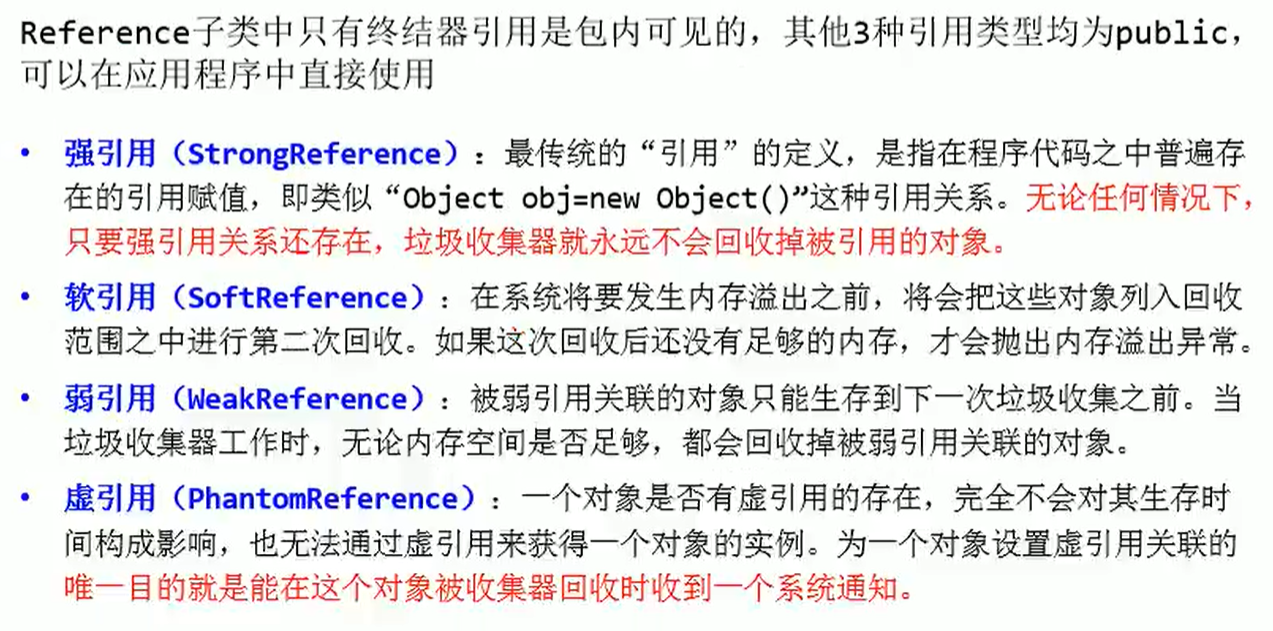 Reference子类中只有终结器引用是包内可见的，其他3种引用类型均为public，
可以在应用程序中直接使用
• 强引用（StrongReference）：最传统的“引用”的定义，是指在程序代码之中普遍存
在的引用赋值，即类似“Object obj=new Object()”这种引用关系。无论任何情况下，
只要强引用关系还存在，垃圾收集器就永远不会回收掉被引用的对象。
• 软引用（SoftReference）：在系统将要发生内存溢出之前，将会把这些对象列入回收
范围之中进行第二次回收。如果这次回收后还没有足够的内存，才会抛出内存溢出异常。
• 弱引用（WeakReference）：被弱引用关联的对象只能生存到下一次垃圾收集之前。当
垃圾收集器工作时，无论内存空间是否足够，都会回收掉被弱引用关联的对象。
• 虚引用（PhantomReference）：一个对象是否有虚引用的存在，完全不会对其生存时
间构成影响，也无法通过虚引用来获得一个对象的实例。为一个对象设置虚引用关联的
唯一目的就是能在这个对象被收集器回收时收到一个系统通知。